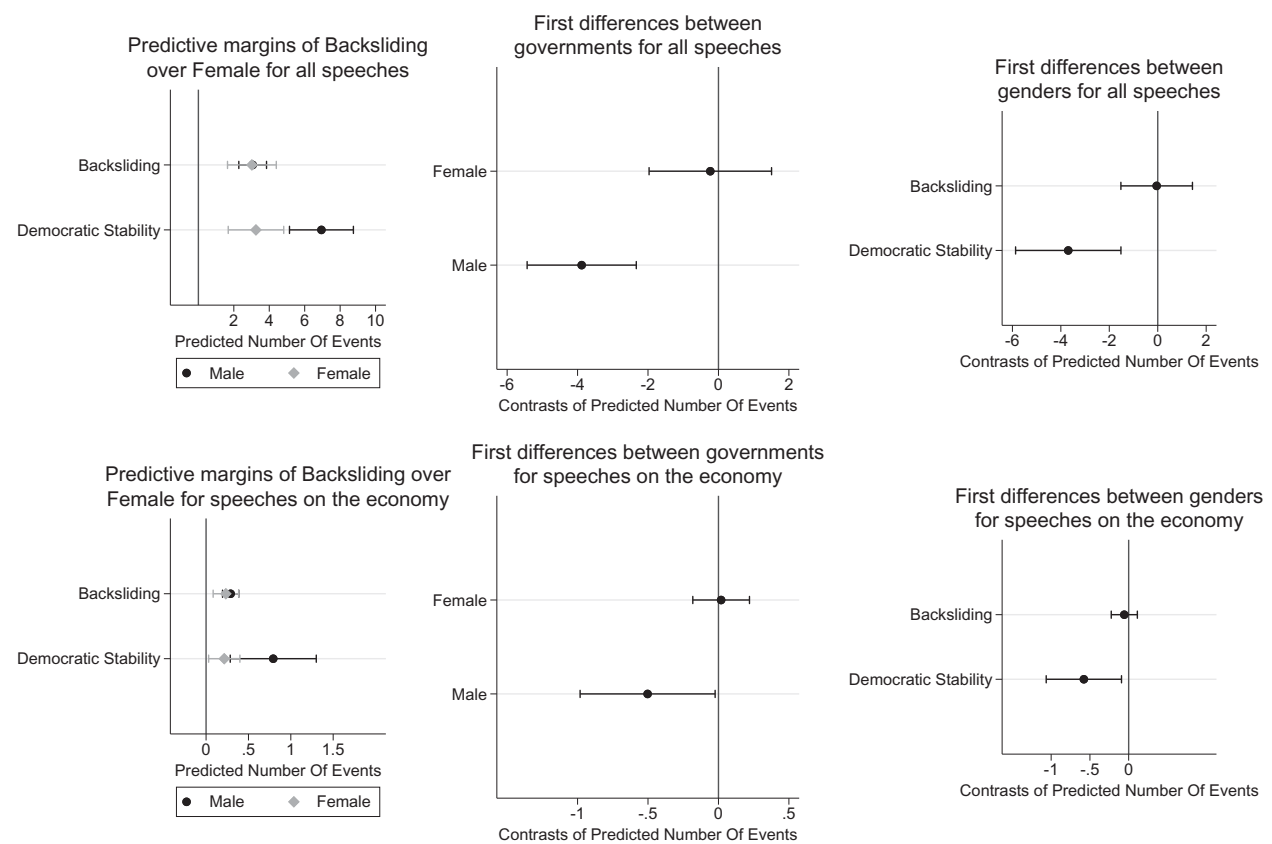 Predictive margins of Backsliding
over Female for all speeches
Backsliding
Democratic Stability
2 4 6 8 10
Predicted Number Of Events
Male Female
First differences between
governments for all speeches
Female
Male
-6 -4 -2 0 2
Contrasts of Predicted Number Of Events
First differences between
genders for all speeches
Backsliding
Democratic Stability
-6 -4 -2 0 2
Contrasts of Predicted Number Of Events
Predictive margins of Backsliding over
Female for speeches on the economy
Backsliding
Democratic Stability
0 .5 1 1.5
Predicted Number Of Events
Male Female
First differences between governments
for speeches on the economy
Female
Male
-1 -.5 0 .5
Contrasts of Predicted Number Of Events
First differences between genders
for speeches on the economy
Backsliding
Democratic Stability
-1 -.5 0
Contrasts of Predicted Number Of Events